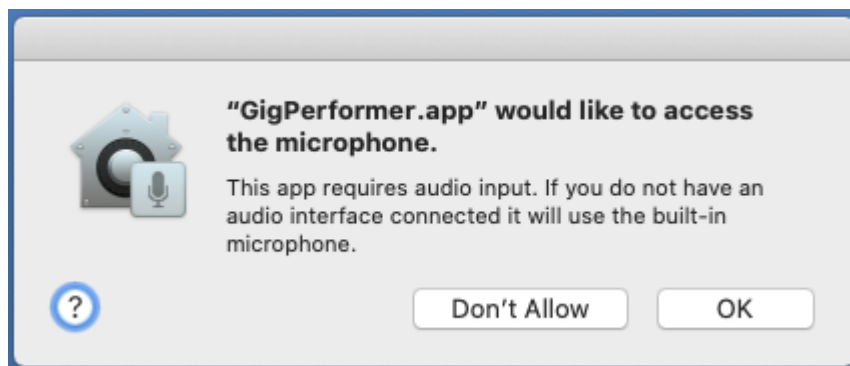 “GigPerformer.app” would like to access
the microphone.
This app requires audio input. If you do not have an
audio interface connected it will use the built-in
microphone.
?
Don’t Allow
OK